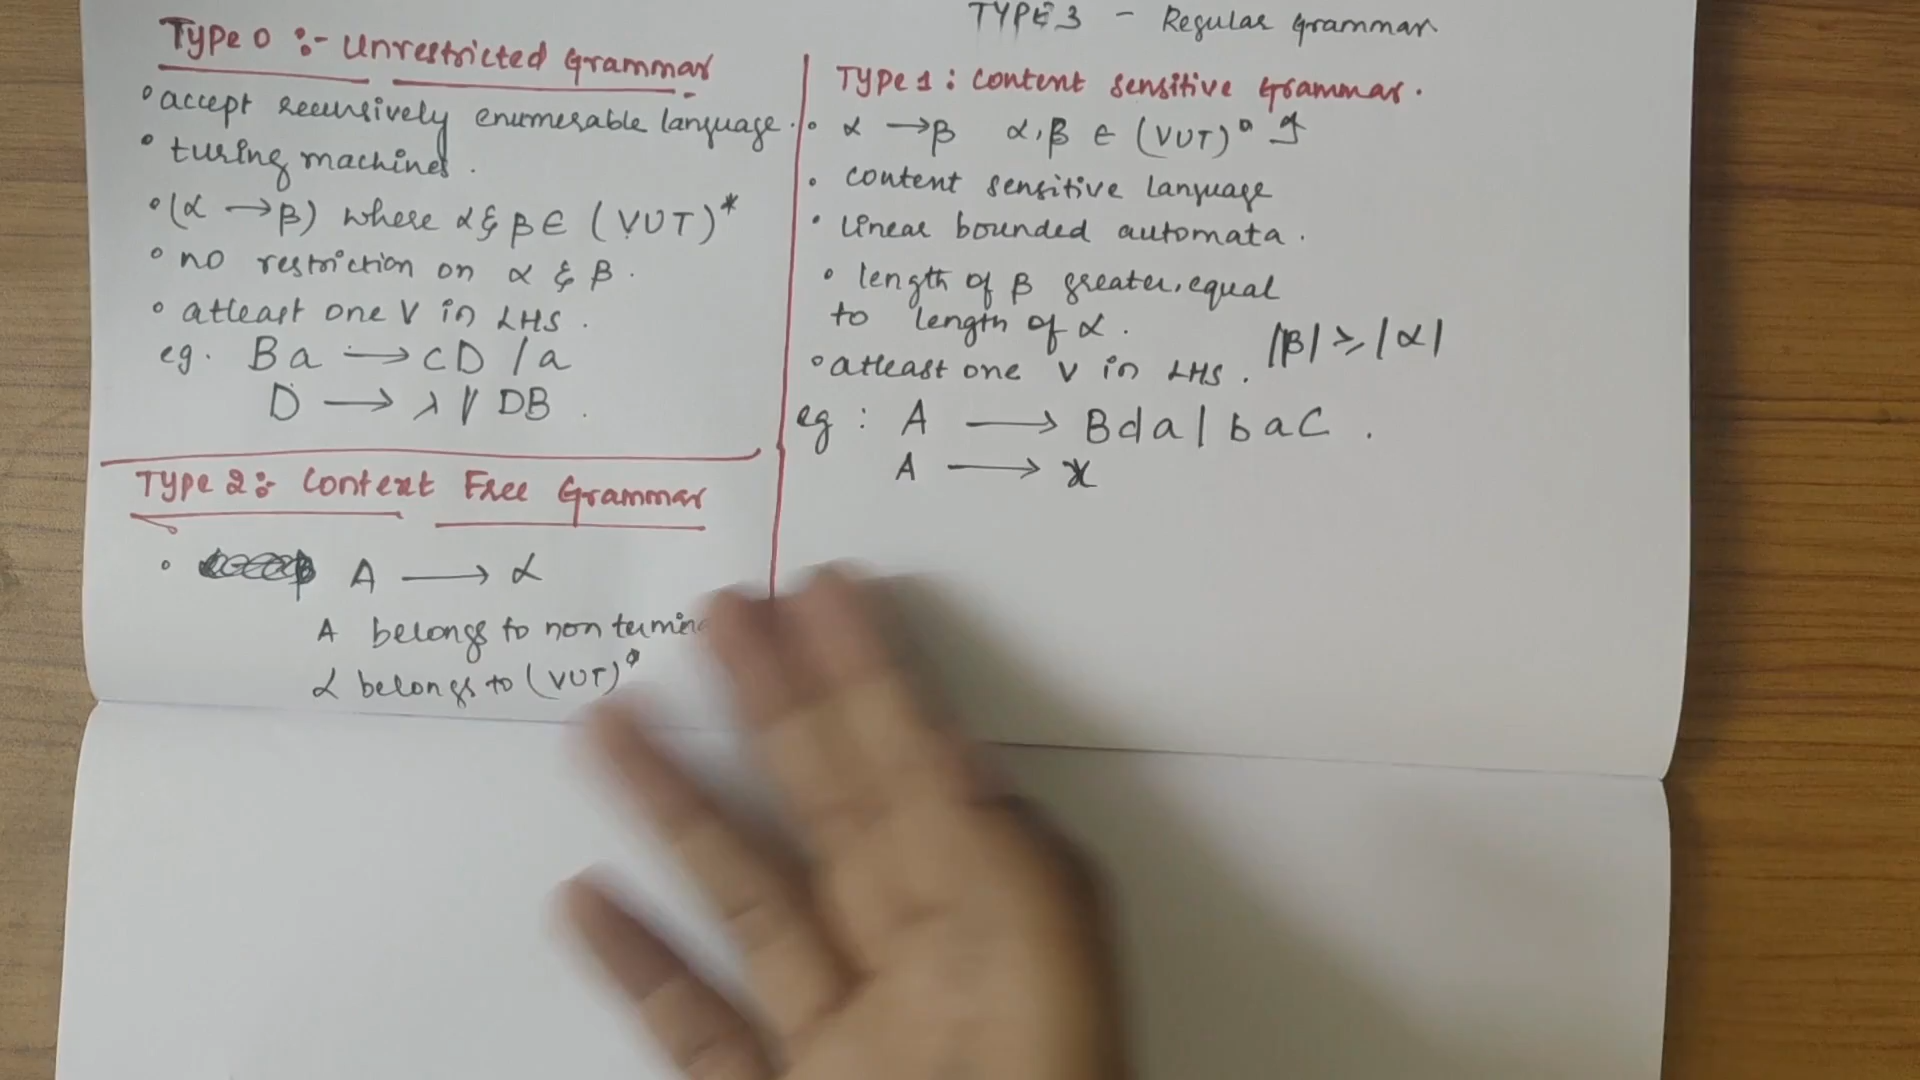 TYPE 3 - Regular Grammar
Type 0 :- Unrestricted Grammar
• accept recursively enumerable language.
• turing machines.
• (α → β) where α & β ∈ (VUT)*
• no restriction on α & β.
• atleast one V in LHS.
eg. Ba → cD / a
D → λ / DB.
Type 1 : Content Sensitive Grammar.
• α → β α, β ∈ (VUT)*
• content sensitive language
• linear bounded automata.
• length of β greater, equal
to length of α.
|β| ≥ |α|
• atleast one V in LHS.
eg : A → Bda | baC.
A → x
Type 2 :- Context Free Grammar
• A → α
A belongs to non
α belongs to (VUT)*